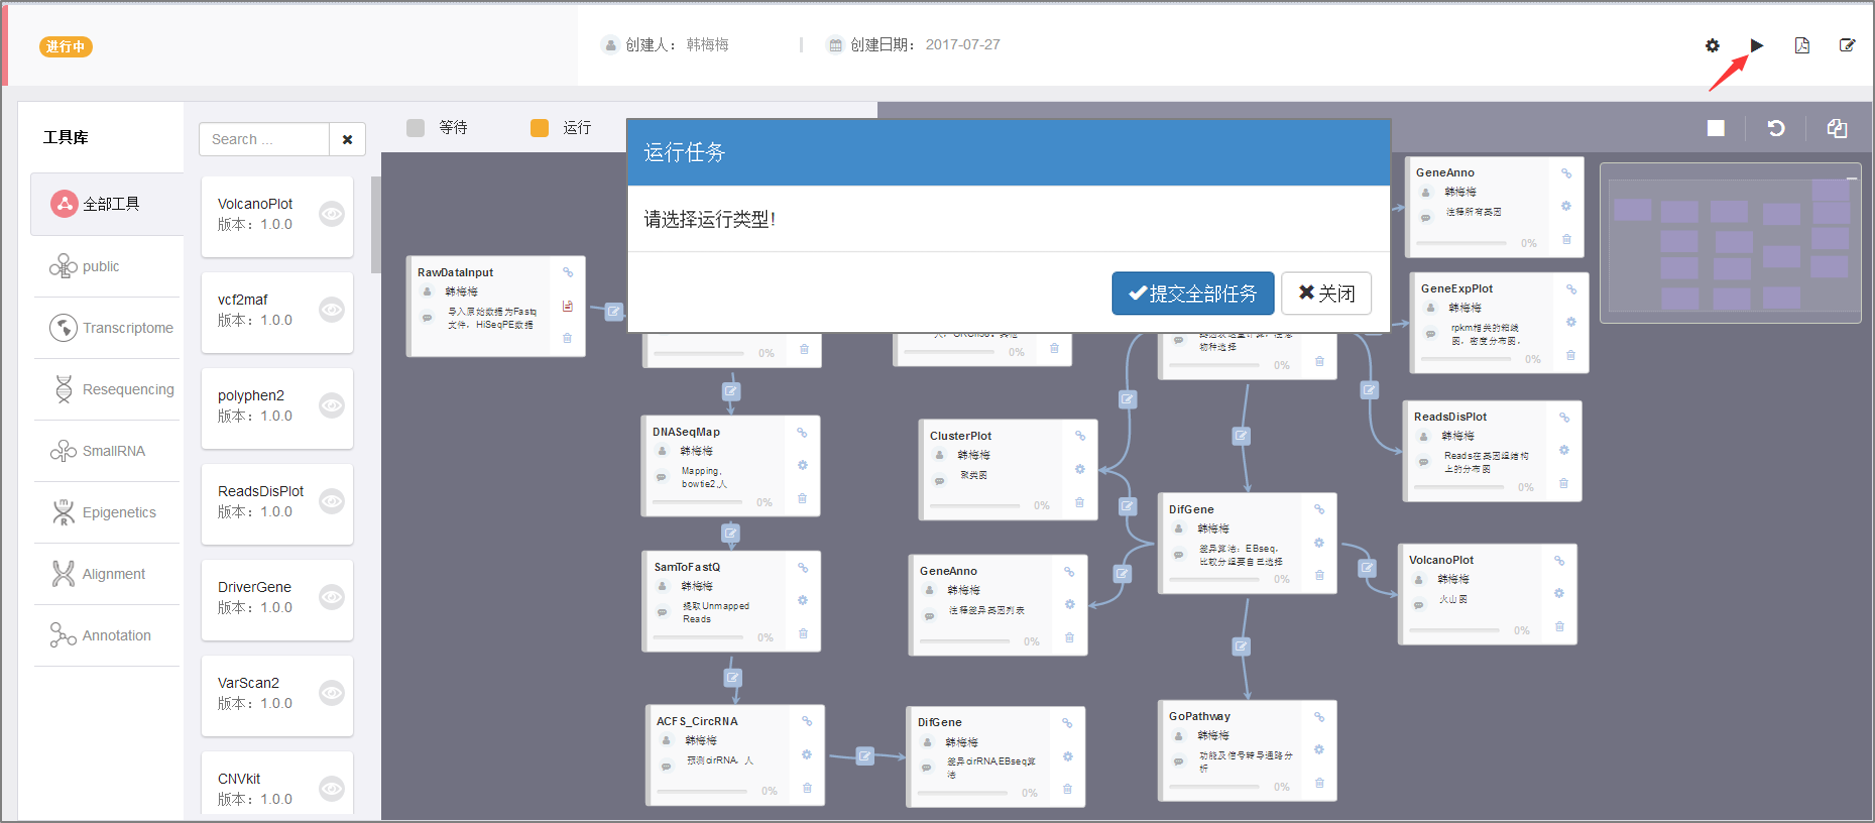 进行中
创建人： 韩梅梅
创建日期： 2017-07-27
工具库
全部工具
public
Transcriptome
Resequencing
SmallRNA
Epigenetics
Alignment
Annotation
Search ...
VolcanoPlot
版本：1.0.0
vcf2maf
版本：1.0.0
polyphen2
版本：1.0.0
ReadsDisPlot
版本：1.0.0
DriverGene
版本：1.0.0
VarScan2
版本：1.0.0
CNVkit
版本：1.0.0
等待
运行
运行任务
请选择运行类型!
提交全部任务
关闭
RawDataInput
韩梅梅
导入原始数据为Fastq
文件，HiSeqPE数据
0%
0%
物种选择
0%
GeneAnno
韩梅梅
注释所有基因
0%
GeneExpPlot
韩梅梅
rpkm相关的箱线
图，密度分布图，
0%
DNASeqMap
韩梅梅
Mapping,
bowtie2,人
0%
ClusterPlot
韩梅梅
聚类图
0%
ReadsDisPlot
韩梅梅
Reads在基因组结构
上的分布图
0%
SamToFastQ
韩梅梅
提取Unmapped
Reads
0%
GeneAnno
韩梅梅
注释差异基因列表
0%
DifGene
韩梅梅
差异算法：EBseq,
比较分组要自己选择
0%
VolcanoPlot
韩梅梅
火山图
0%
ACFS_CircRNA
韩梅梅
预测cirRNA，人
0%
DifGene
韩梅梅
差异cirRNA,EBseq算
法
0%
GoPathway
韩梅梅
功能及信号转导通路分
析
0%